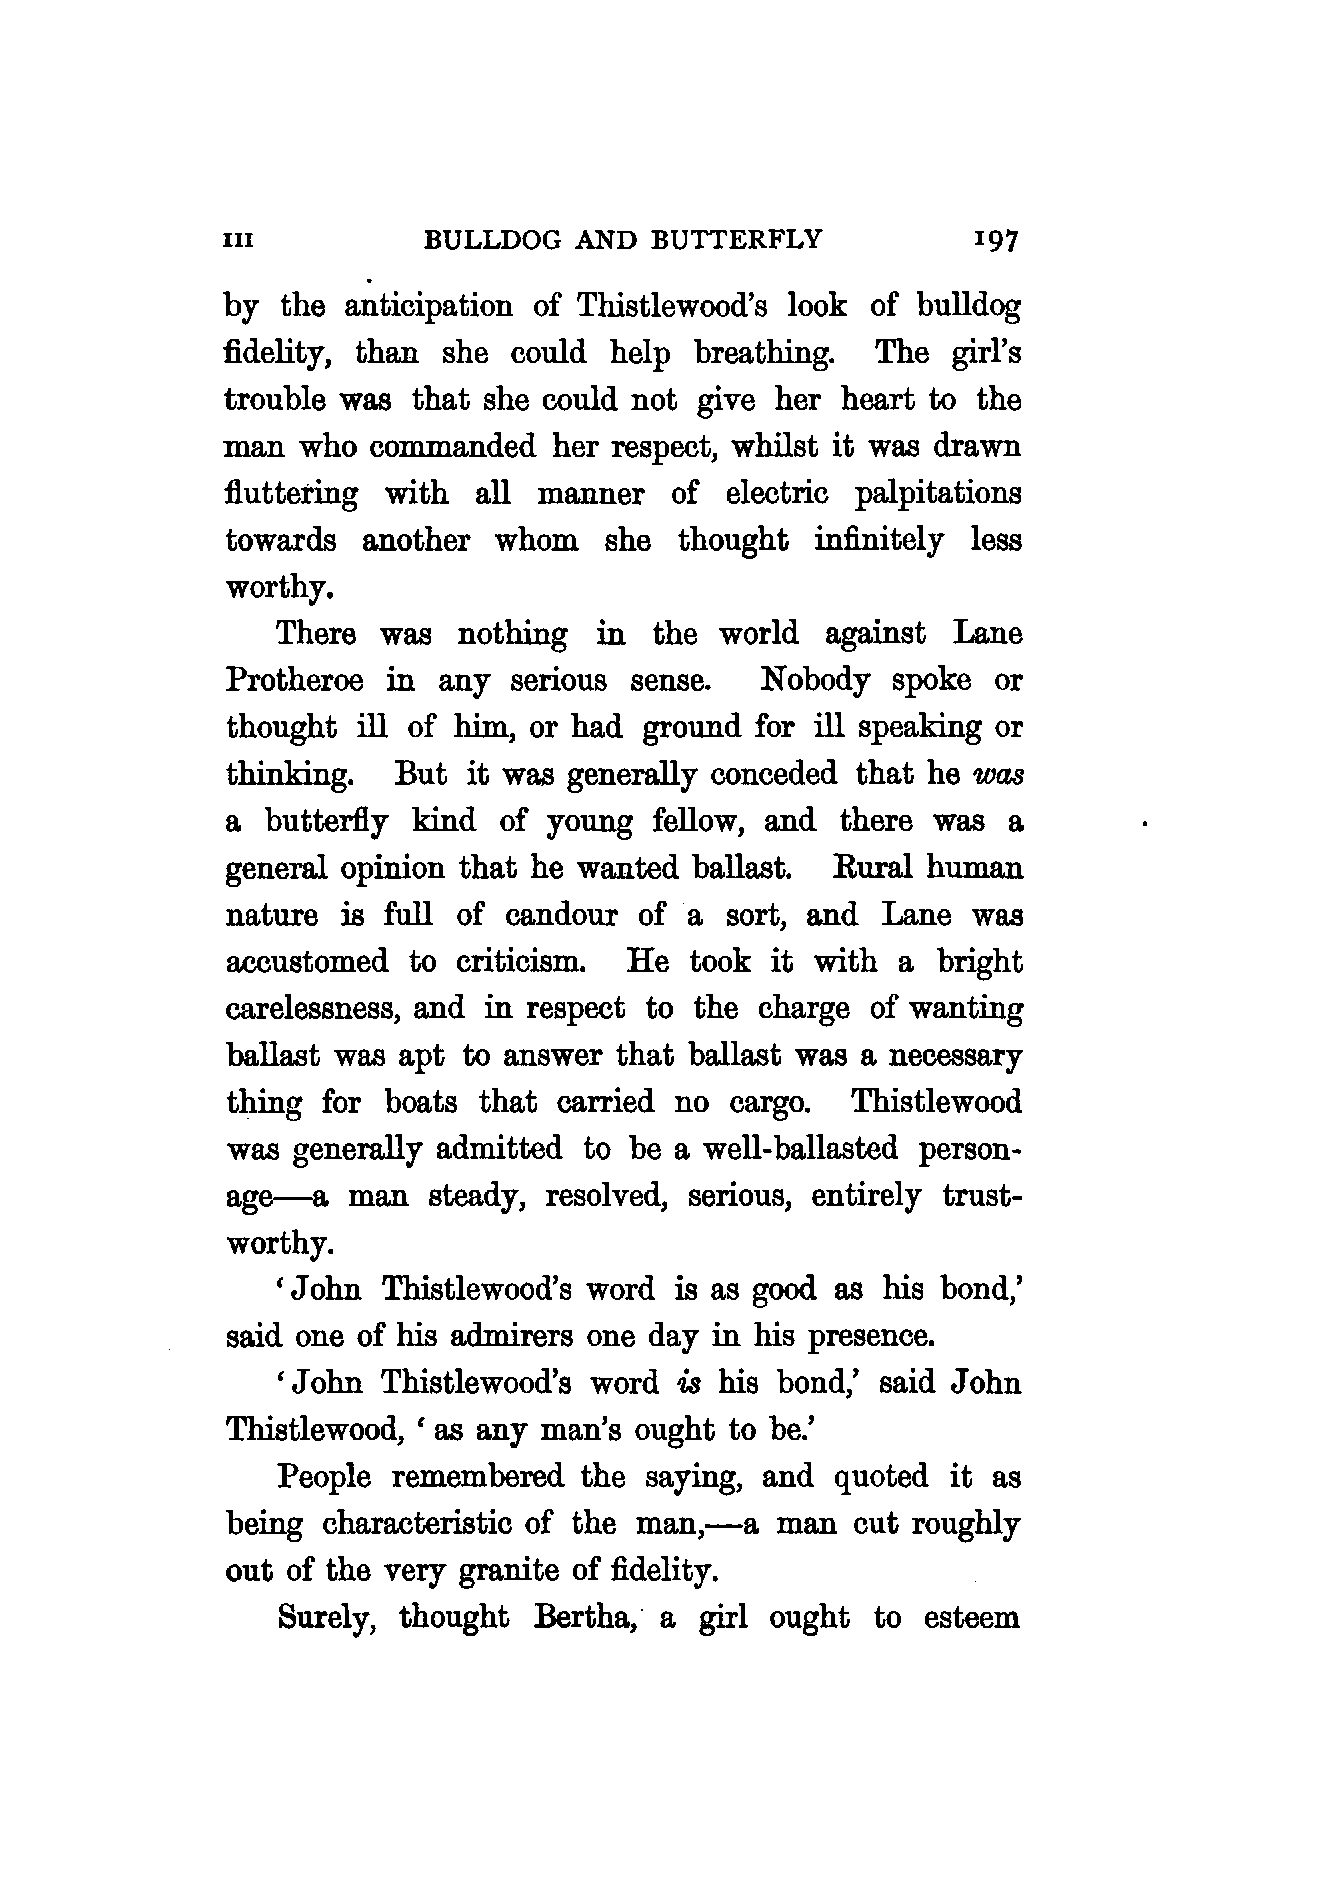 III BULLDOG AND BUTTERFLY 197
by the anticipation of Thistlewood's look of bulldog
fidelity, than she could help breathing. The girl's
trouble was that she could not give her heart to the
man who commanded her respect, whilst it was drawn
fluttering with all manner of electric palpitations
towards another whom she thought infinitely less
worthy.
There was nothing in the world against Lane
Protheroe in any serious sense. Nobody spoke or
thought ill of him, or had ground for ill speaking or
thinking. But it was generally conceded that he was
a butterfly kind of young fellow, and there was a
general opinion that he wanted ballast. Rural human
nature is full of candour of a sort, and Lane was
accustomed to criticism. He took it with a bright
carelessness, and in respect to the charge of wanting
ballast was apt to answer that ballast was a necessary
thing for boats that carried no cargo. Thistlewood
was generally admitted to be a well-ballasted person-
age—a man steady, resolved, serious, entirely trust-
worthy.
‘John Thistlewood's word is as good as his bond,’
said one of his admirers one day in his presence.
‘John Thistlewood's word is his bond,’ said John
Thistlewood, ‘as any man's ought to be.’
People remembered the saying, and quoted it as
being characteristic of the man,—a man cut roughly
out of the very granite of fidelity.
Surely, thought Bertha, a girl ought to esteem